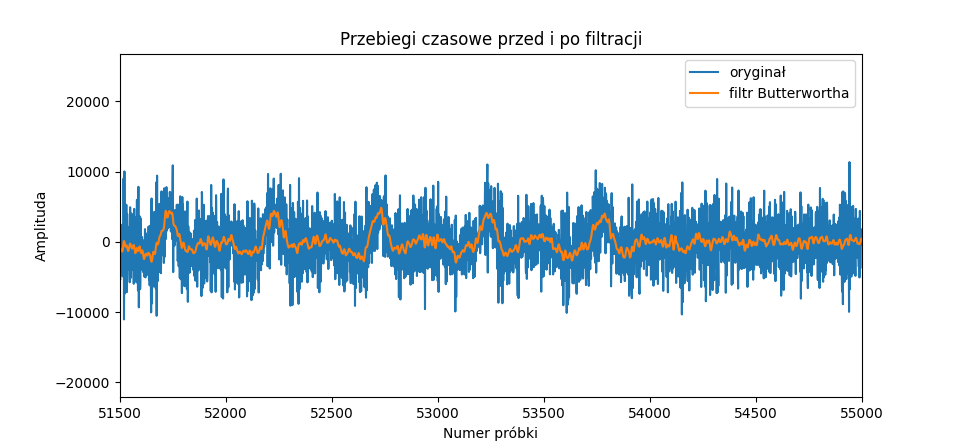 Przebiegi czasowe przed i po filtracji
oryginał
filtr Butterwortha
20000
10000
0
−10000
−20000
Amplituda
51500 52000 52500 53000 53500 54000 54500 55000
Numer próbki